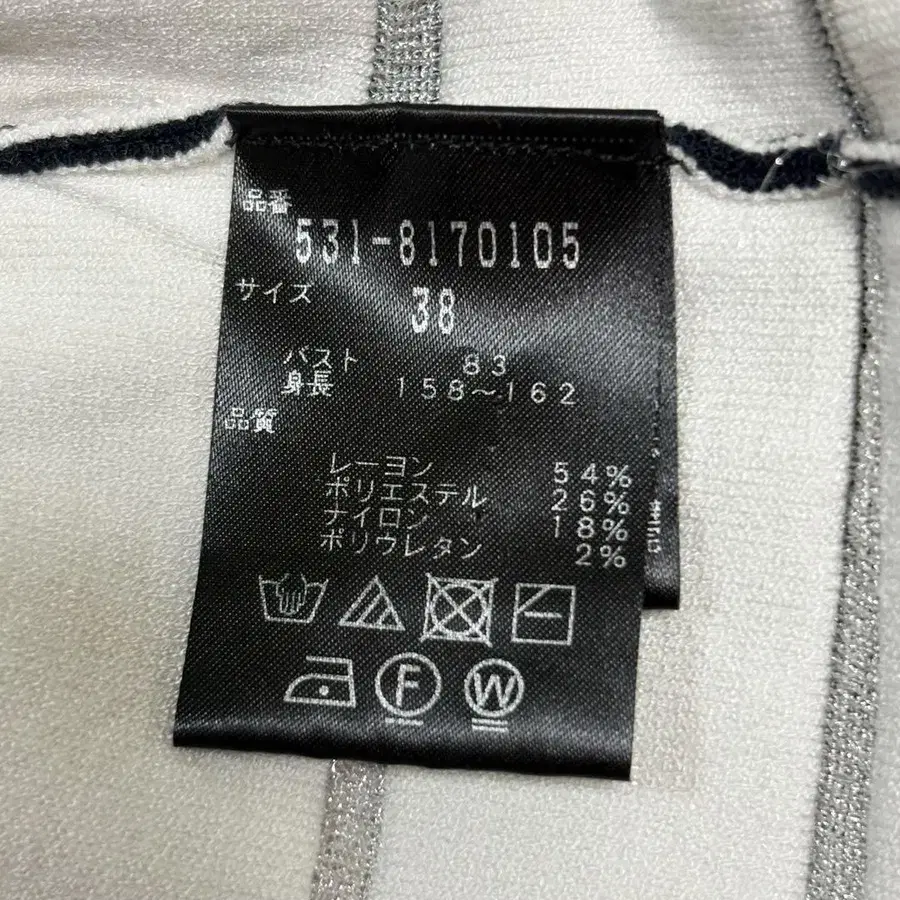 品番
531-8170105
サイズ
38
バスト 83
身長 158～162
品質
レーヨン 54%
ポリエステル 26%
ナイロン 18%
ポリウレタン 2%
F
W